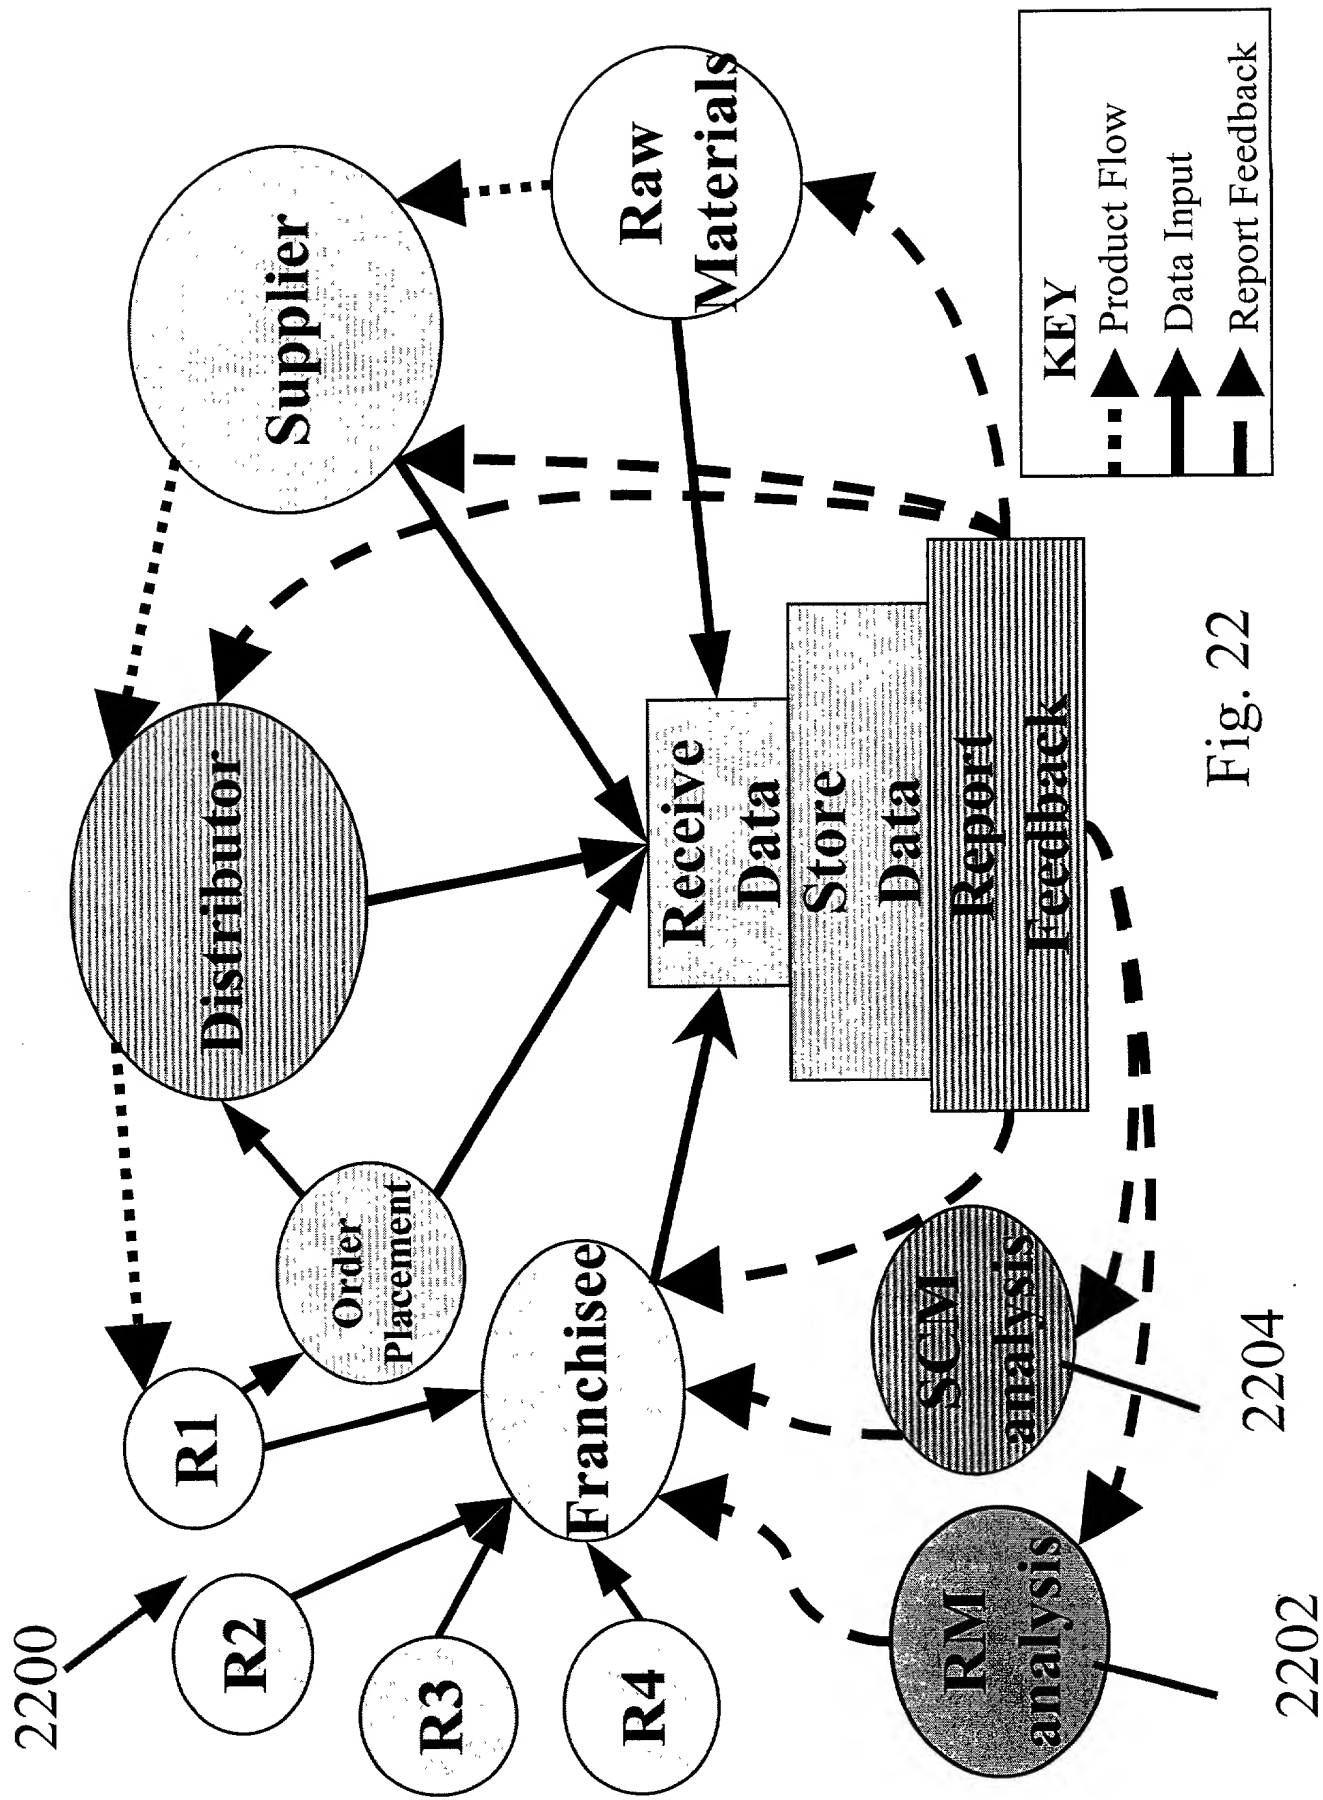 2200
R1
R2
R3
R4
Order
Placement
Distributor
Supplier
Raw
Materials
Franchisee
Receive
Data
Store
Data
Report
Feedback
SCM
analysis
RM
analysis
2204
2202
KEY
Product Flow
Data Input
Report Feedback
Fig. 22